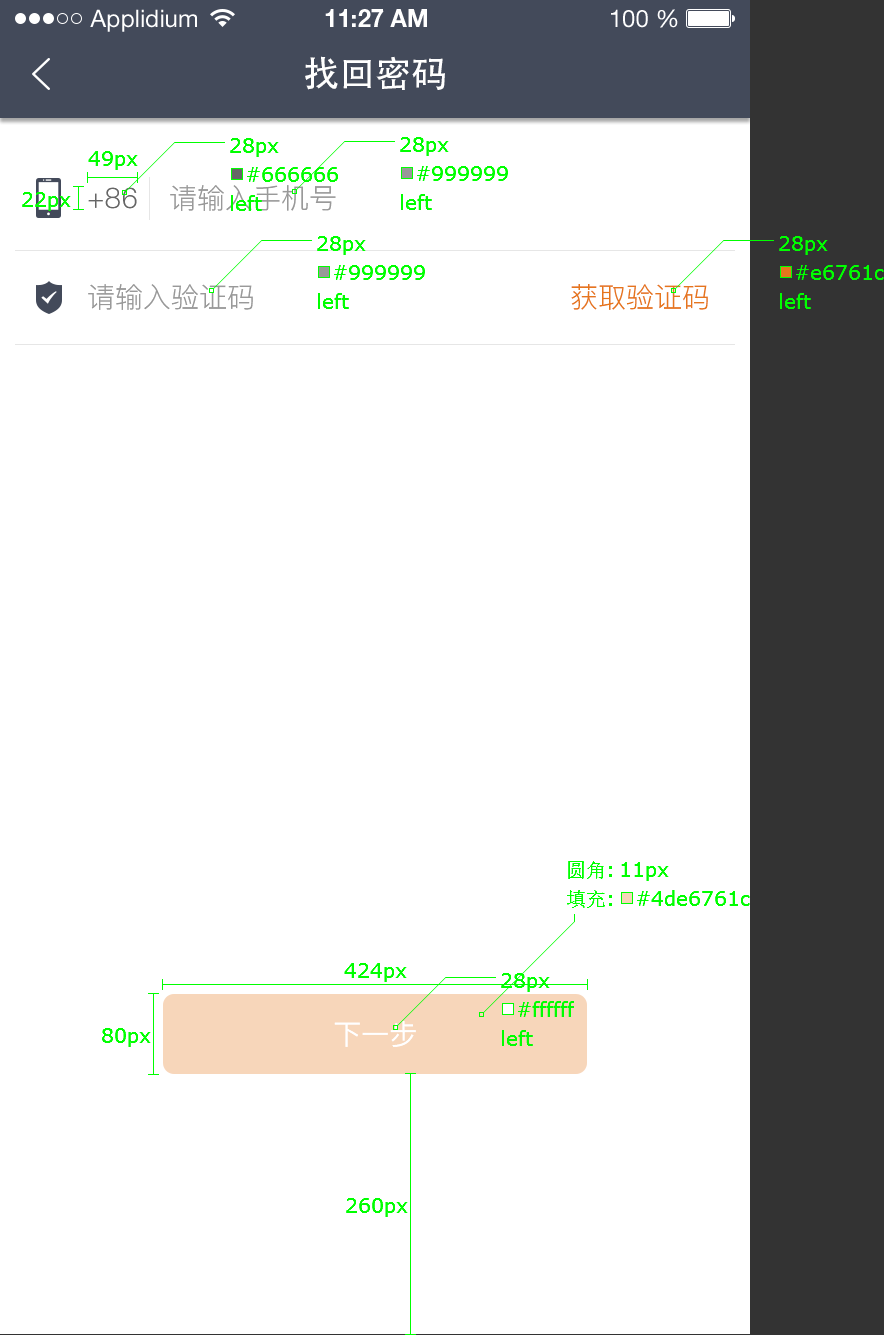 Applidium 11:27 AM 100 %
找回密码
49px
28px
#666666
left
28px
#999999
left
22px
+86
请输入手机号
28px
#999999
left
28px
#e6761c
left
请输入验证码
获取验证码
圆角: 11px
填充: #4de6761c
424px
28px
#ffffff
left
80px
下一步
260px